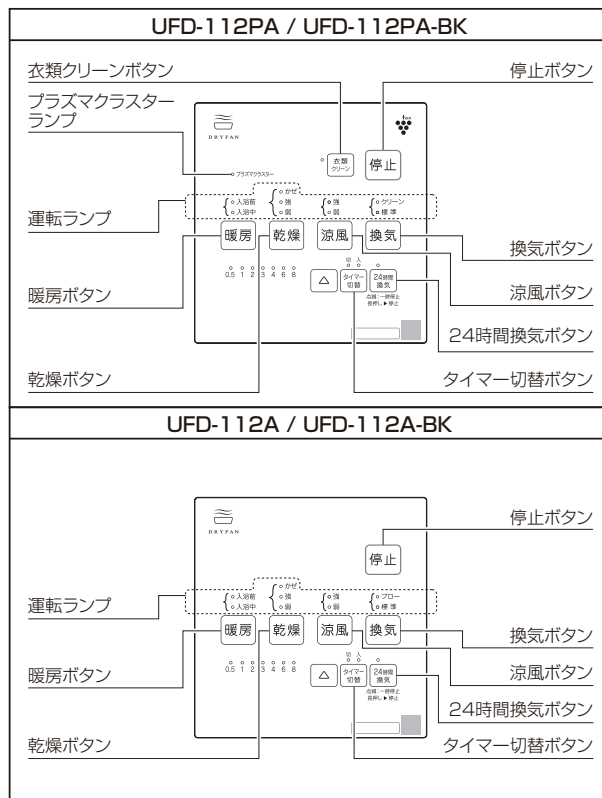 UFD-112PA / UFD-112PA-BK
衣類クリーンボタン
停止ボタン
プラズマクラスター
ランプ
DRYFAN
衣類
クリーン
停止
プラズマクラスター
運転ランプ
入浴前
入浴中
かぜ
強
弱
強
弱
クリーン
標準
暖房
乾燥
涼風
換気
換気ボタン
切 入
0.5 1 2 3 4 6 8
△
タイマー
切替
24時間
換気
点滅:一時停止
長押し▶停止
暖房ボタン
涼風ボタン
24時間換気ボタン
乾燥ボタン
タイマー切替ボタン
UFD-112A / UFD-112A-BK
停止ボタン
DRYFAN
停止
運転ランプ
入浴前
入浴中
かぜ
強
弱
強
弱
ブロー
標準
暖房
乾燥
涼風
換気
換気ボタン
切 入
0.5 1 2 3 4 6 8
△
タイマー
切替
24時間
換気
点滅:一時停止
長押し▶停止
暖房ボタン
涼風ボタン
24時間換気ボタン
乾燥ボタン
タイマー切替ボタン